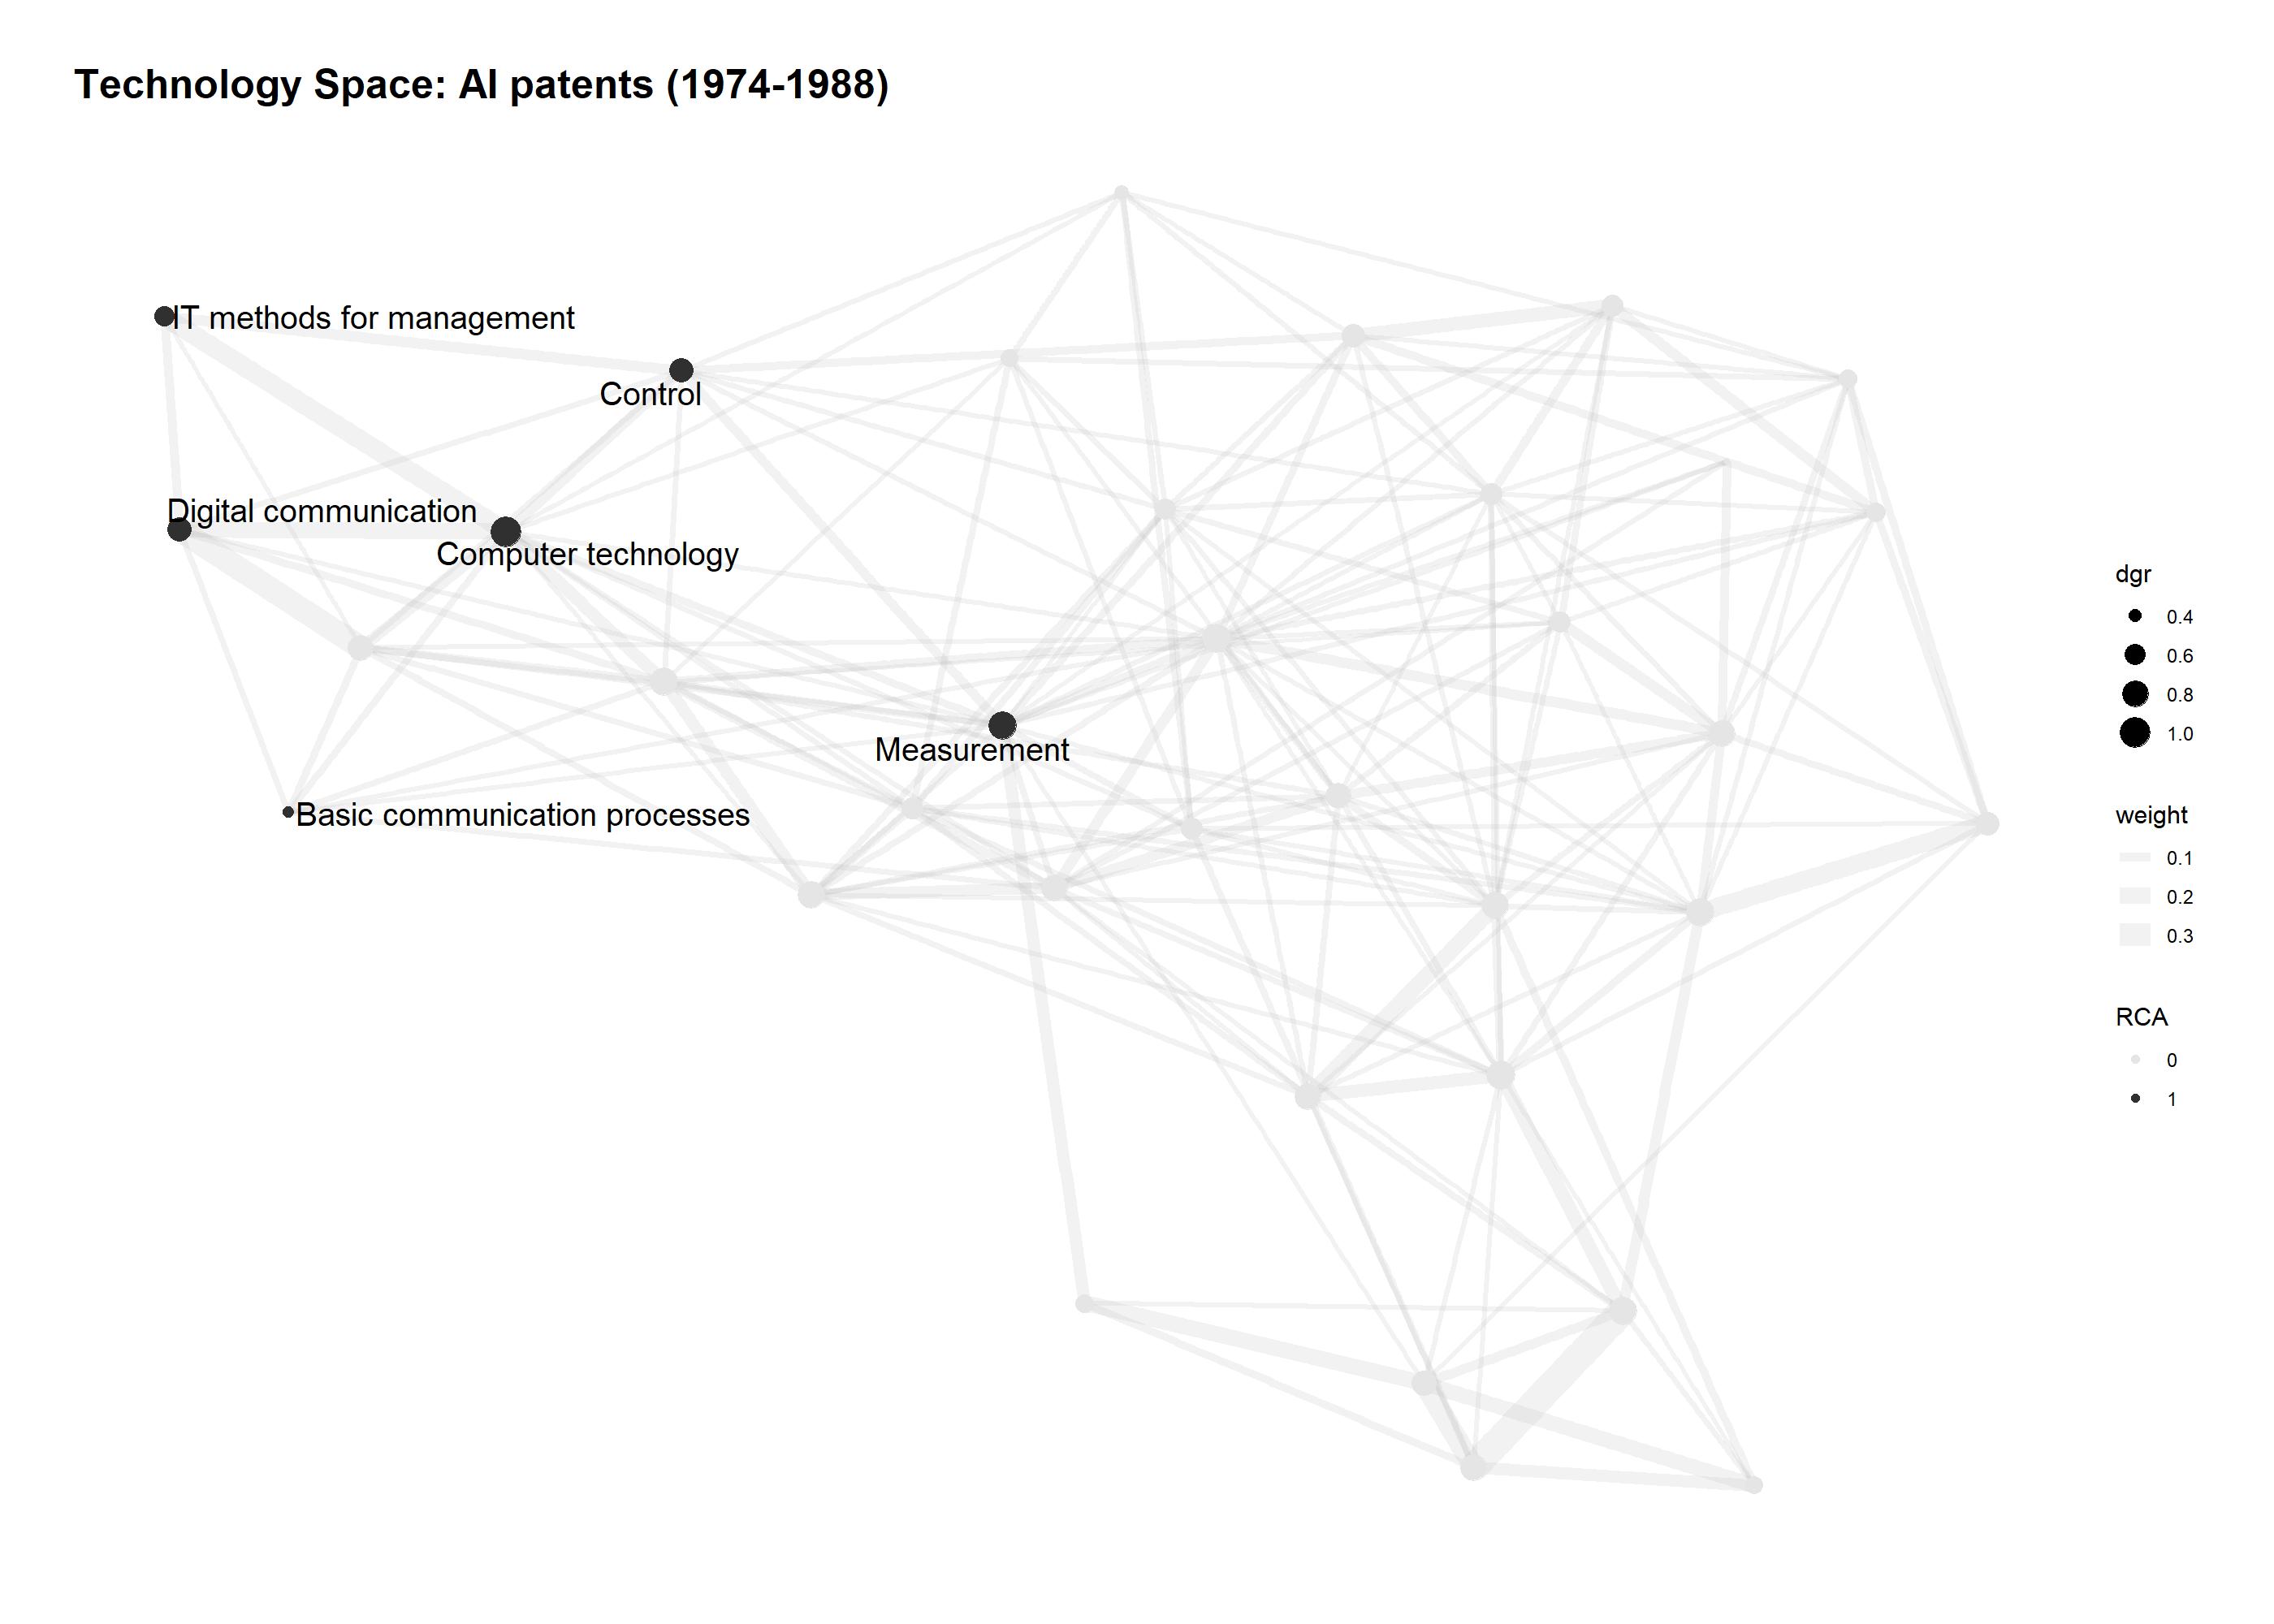 Technology Space: AI patents (1974-1988)
IT methods for management
Control
Digital communication
Computer technology
Measurement
Basic communication processes
dgr
0.4
0.6
0.8
1.0
weight
0.1
0.2
0.3
RCA
0
1